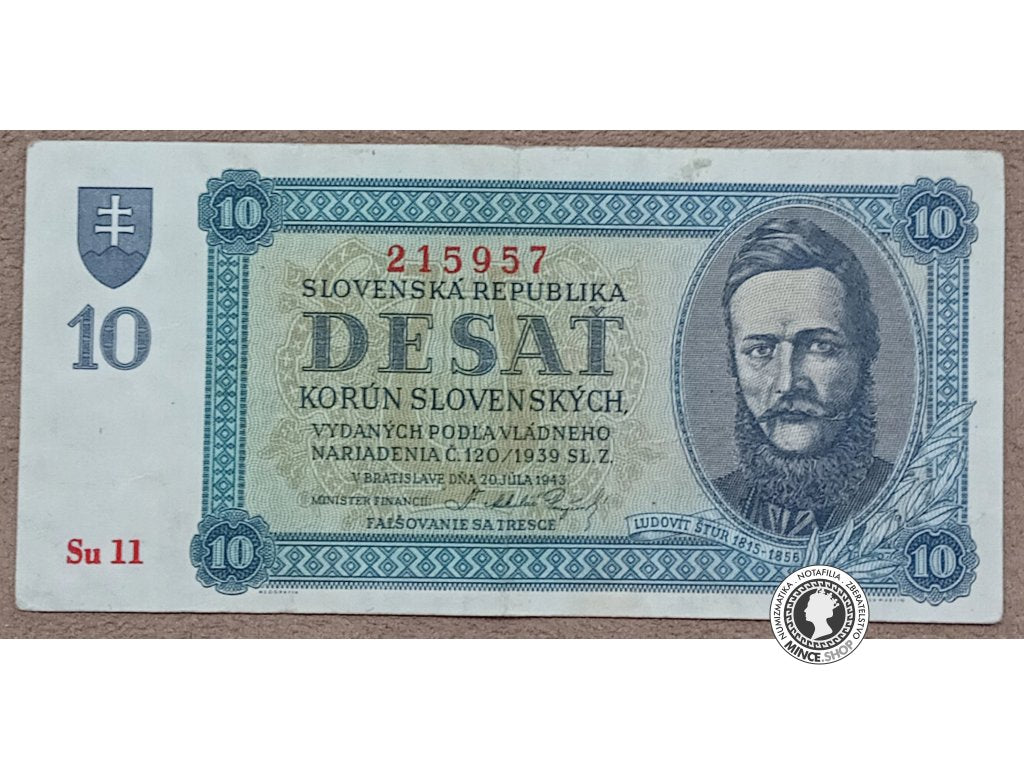 10
10
215957
SLOVENSKÁ REPUBLIKA
DESAŤ
10
KORÚN SLOVENSKÝCH,
VYDANÝCH PODĽA VLÁDNEHO
NARIADENIA Č. 120/1939 SL. Z.
V BRATISLAVE DŇA 20. JÚLA 1943
MINISTER FINANCIÍ:
FALŠOVANIE SA TRESCE
ĽUDOVÍT ŠTÚR 1815-1856
Su 11
10
10
NEOGRAFIA
NUMIZMATIKA . NOTAFILIA . ZBERATEĽSTVO
MINCE.SHOP